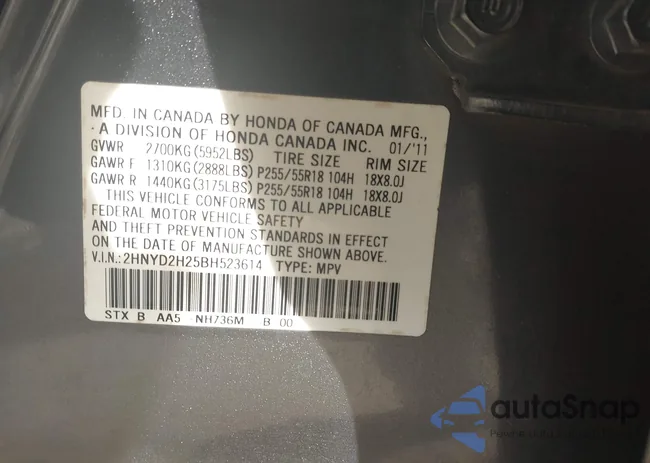 MFD. IN CANADA BY HONDA OF CANADA MFG.,
A DIVISION OF HONDA CANADA INC. 01/'11
GVWR 2700KG(5952LBS) TIRE SIZE RIM SIZE
GAWR F 1310KG(2888LBS) P255/55R18 104H 18X8.0J
GAWR R 1440KG(3175LBS) P255/55R18 104H 18X8.0J
THIS VEHICLE CONFORMS TO ALL APPLICABLE
FEDERAL MOTOR VEHICLE SAFETY
AND THEFT PREVENTION STANDARDS IN EFFECT
ON THE DATE OF MANUFACTURE SHOWN ABOVE.
V.I.N.: 2HNYD2H25BH523614 TYPE: MPV
STX B AA5 NH736M B 00
autoSnap